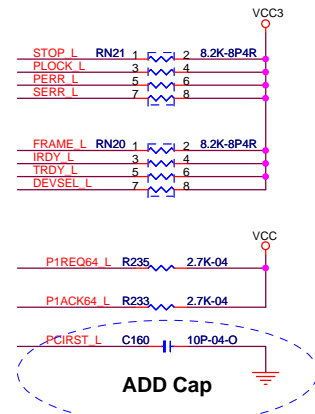 VCC3
STOP_L RN21 1 2 8.2K-8P4R
PLOCK_L 3 4
PERR_L 5 6
SERR_L 7 8
FRAME_L RN20 1 2 8.2K-8P4R
IRDY_L 3 4
TRDY_L 5 6
DEVSEL_L 7 8
VCC
P1REQ64_L R235 2.7K-04
P1ACK64_L R233 2.7K-04
PCIRST_L C160 10P-04-O
ADD Cap